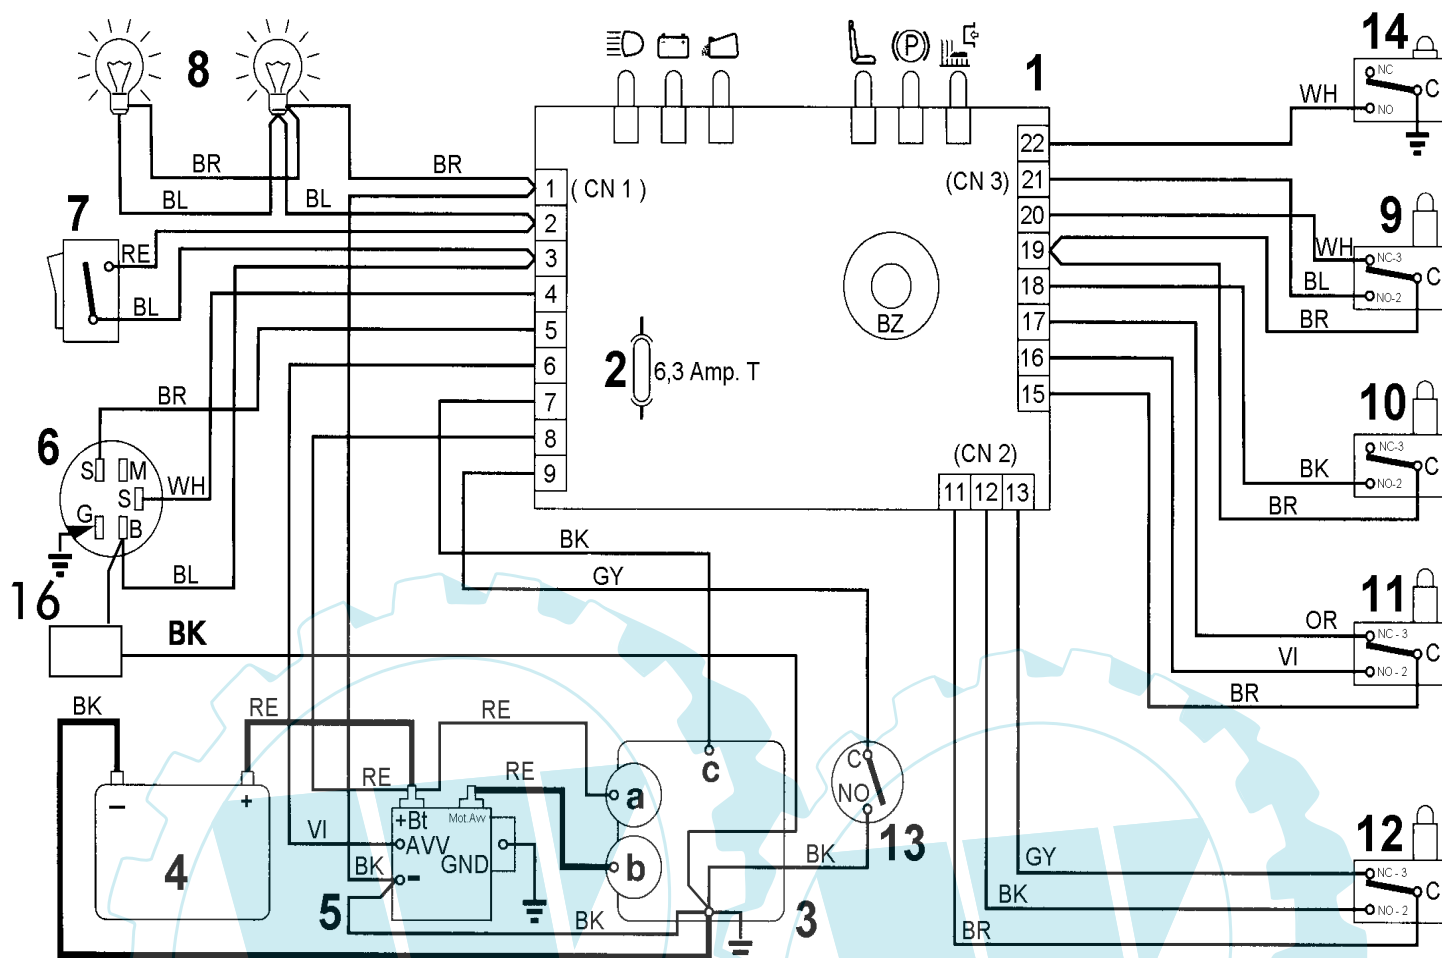 8
1
14
NC
C
WH
NO
22
BR
BR
BL
BL
1
( CN 1 )
(CN 3)
21
7
2
20
9
RE
3
19
WH
NC-3
C
BL
4
18
BL
NO-2
BZ
BR
5
17
6
2
6,3 Amp. T
16
BR
7
15
10
6
8
NC-3
C
S
M
(CN 2)
WH
9
BK
NO-2
S
11
12
13
BR
G
B
BK
BL
GY
11
16
BK
OR
NC - 3
C
VI
NO - 2
BR
BK
RE
RE
c
C
RE
RE
–
+
a
NO
+Bt
Mot.Avv
VI
AVV
13
12
GND
b
BK
GY
NC - 3
4
BK
-
C
5
BK
NO - 2
BK
3
BR
P